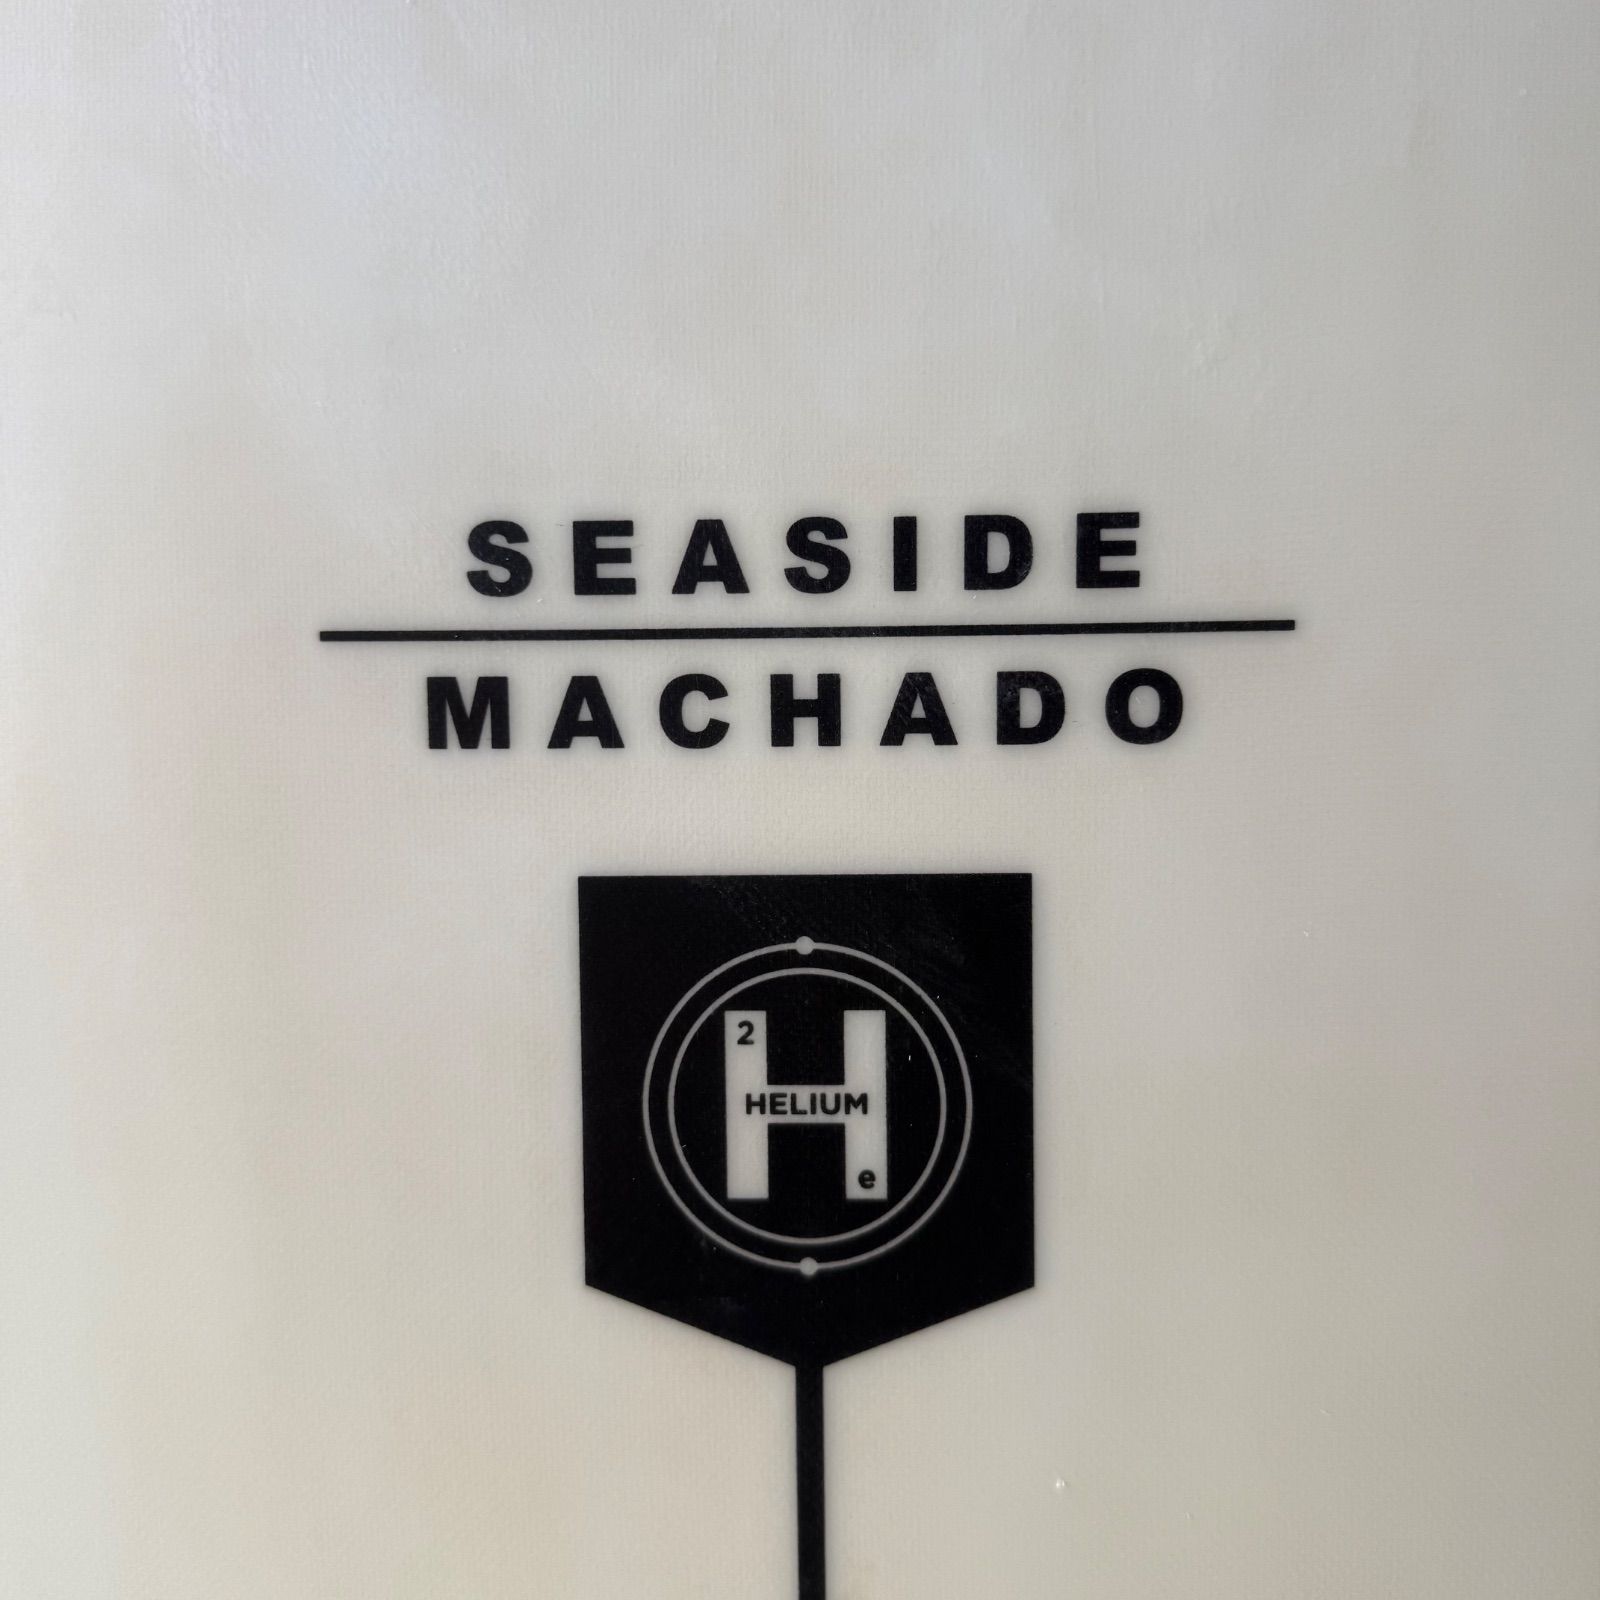 SEASIDE
MACHADO
2
H
HELIUM
e